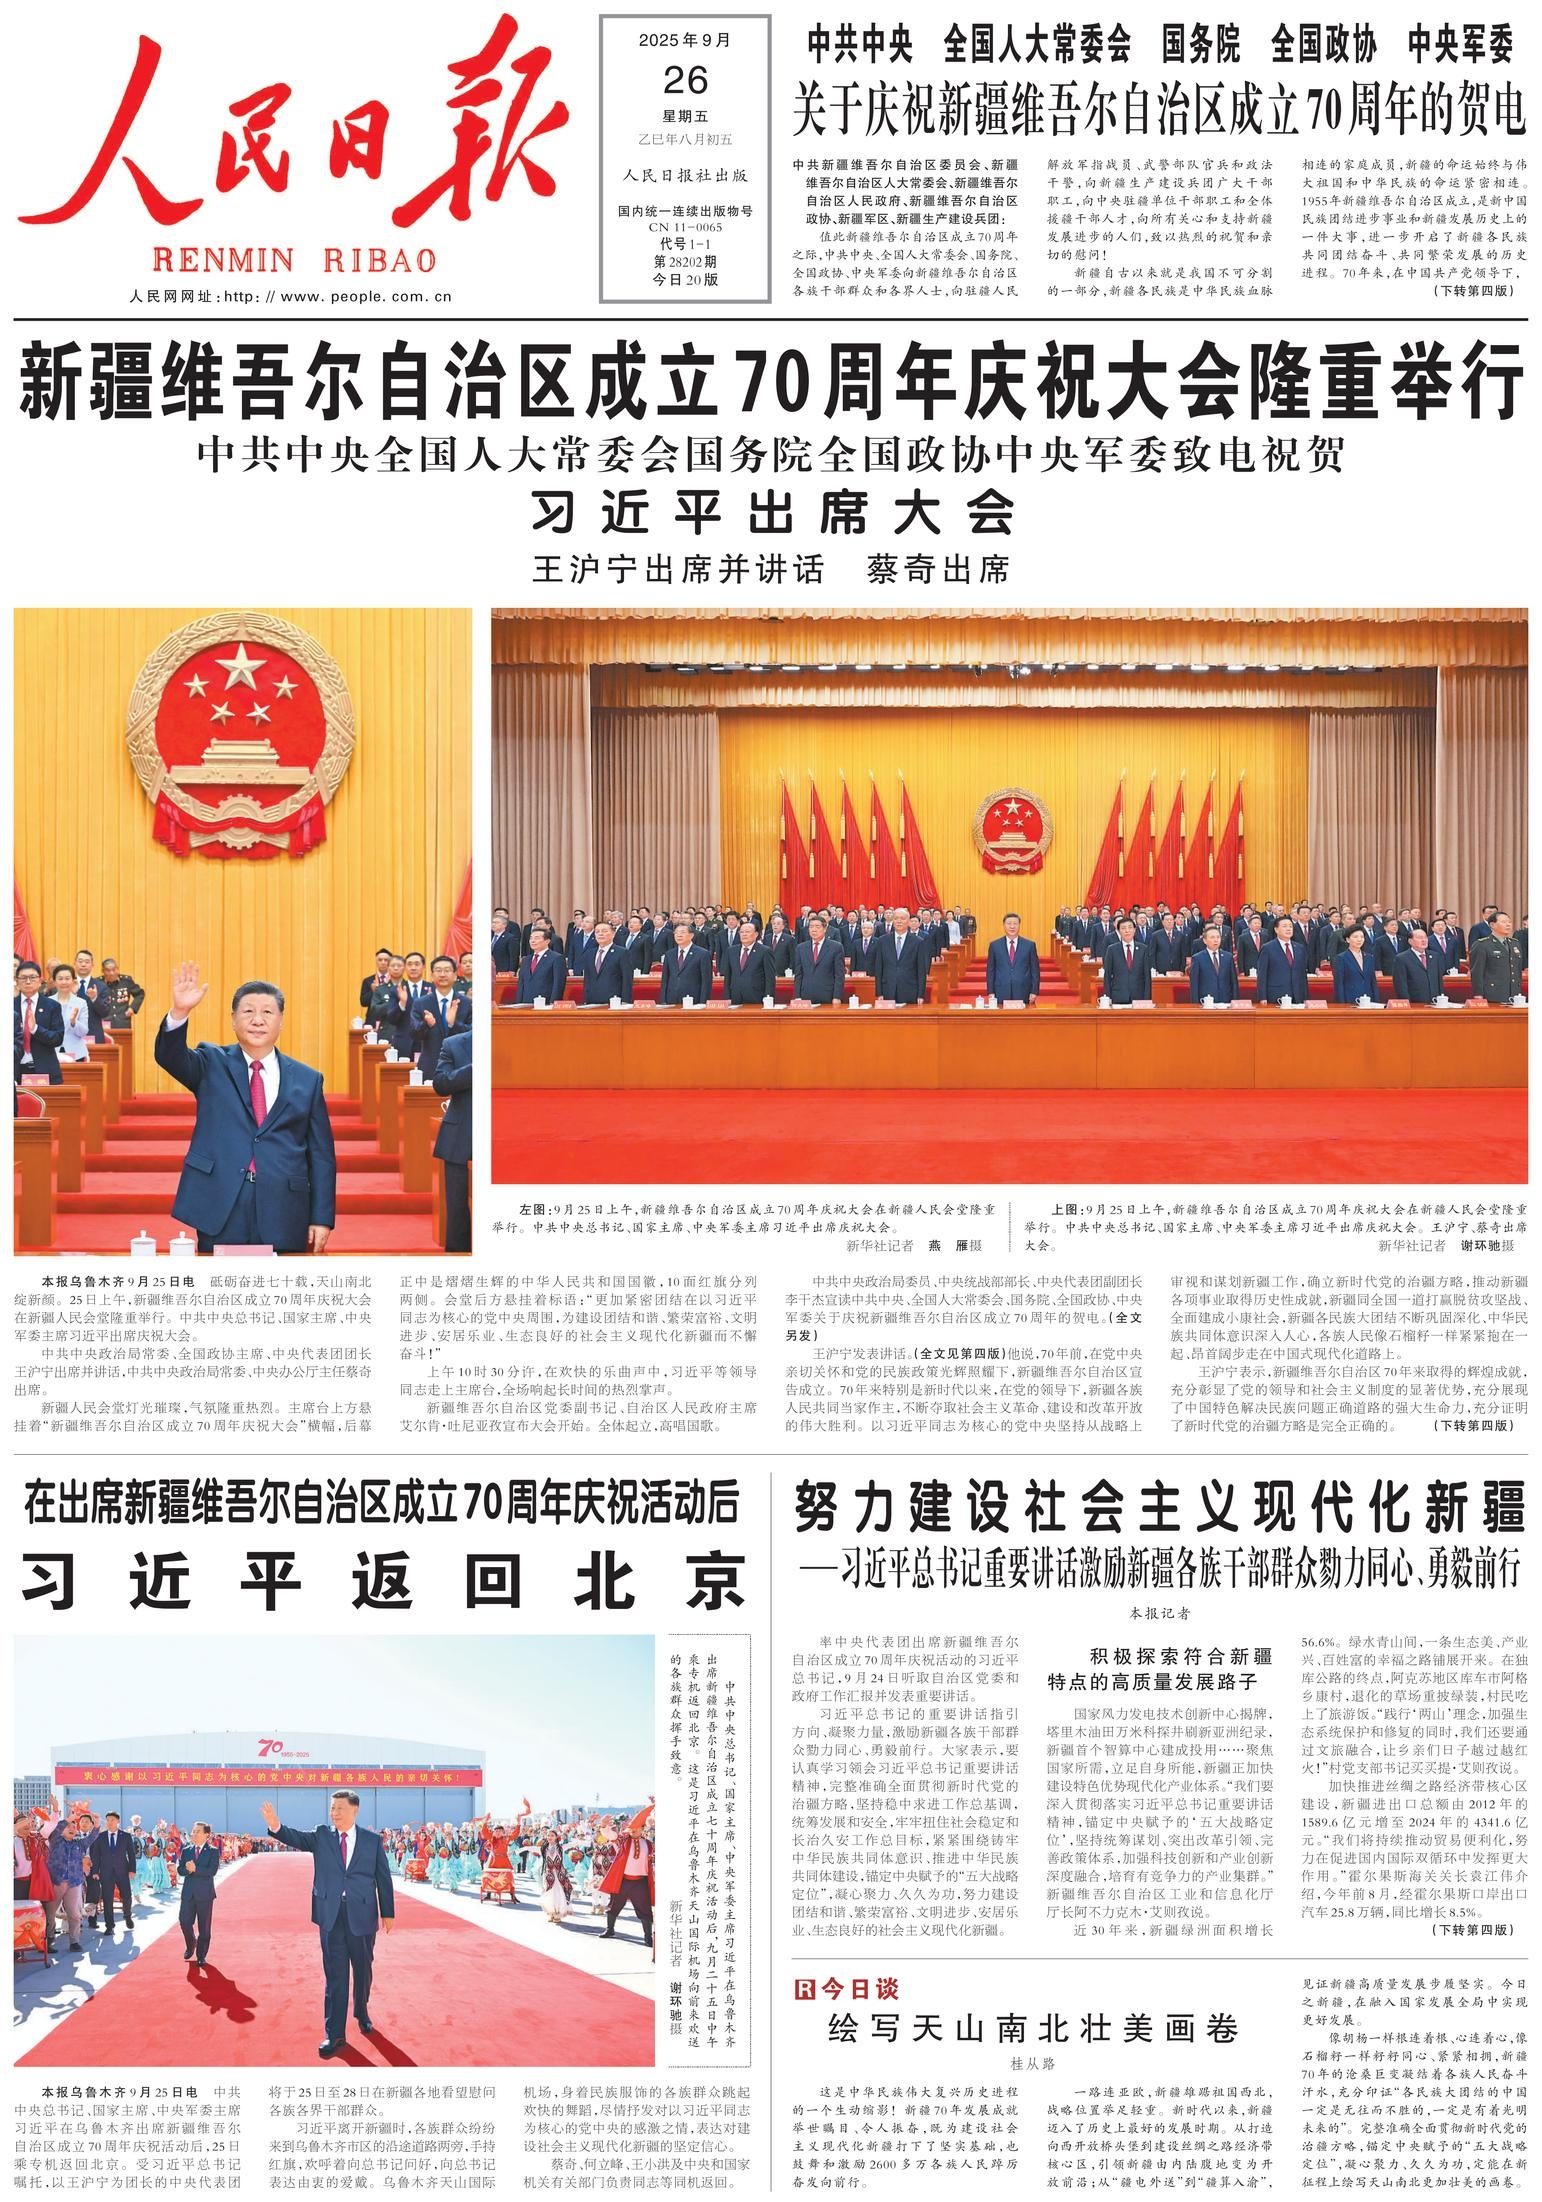 人民日报
RENMIN RIBAO
人民网网址:http://www.people.com.cn
2025年9月
26
星期五
乙巳年八月初五
人民日报社出版
国内统一连续出版物号
CN 11-0065
代号1-1
第28202期
今日20版
中共中央 全国人大常委会 国务院 全国政协 中央军委
关于庆祝新疆维吾尔自治区成立70周年的贺电
中共新疆维吾尔自治区委员会、新疆
维吾尔自治区人大常委会、新疆维吾尔
自治区人民政府、新疆维吾尔自治区
政协、新疆军区、新疆生产建设兵团:
值此新疆维吾尔自治区成立70周年
之际,中共中央、全国人大常委会、国务院、
全国政协、中央军委向新疆维吾尔自治区
各族干部群众和各界人士,向驻疆人民
解放军指战员、武警部队官兵和政法
干警,向新疆生产建设兵团广大干部
职工,向中央驻疆单位干部职工和全体
援疆干部人才,向所有关心和支持新疆
发展进步的人们,致以热烈的祝贺和亲
切的慰问!
新疆自古以来就是我国不可分割
的一部分,新疆各民族是中华民族血脉
相连的家庭成员,新疆的命运始终与伟
大祖国和中华民族的命运紧密相连。
1955年新疆维吾尔自治区成立,是新中国
民族团结进步事业和新疆发展历史上的
一件大事,进一步开启了新疆各民族
共同团结奋斗、共同繁荣发展的历史
进程。70年来,在中国共产党领导下,
(下转第四版)
新疆维吾尔自治区成立70周年庆祝大会隆重举行
中共中央全国人大常委会国务院全国政协中央军委致电祝贺
习近平出席大会
王沪宁出席并讲话 蔡奇出席
左图:9月25日上午,新疆维吾尔自治区成立70周年庆祝大会在新疆人民会堂隆重
举行。中共中央总书记、国家主席、中央军委主席习近平出席庆祝大会。
新华社记者 燕 雁摄
上图:9月25日上午,新疆维吾尔自治区成立70周年庆祝大会在新疆人民会堂隆重
举行。中共中央总书记、国家主席、中央军委主席习近平出席庆祝大会。王沪宁、蔡奇出席
大会。
新华社记者 谢环驰摄
本报乌鲁木齐9月25日电 砥砺奋进七十载,天山南北
绽新颜。25日上午,新疆维吾尔自治区成立70周年庆祝大会
在新疆人民会堂隆重举行。中共中央总书记、国家主席、中央
军委主席习近平出席庆祝大会。
中共中央政治局常委、全国政协主席、中央代表团团长
王沪宁出席并讲话,中共中央政治局常委、中央办公厅主任蔡奇
出席。
新疆人民会堂灯光璀璨,气氛隆重热烈。主席台上方悬
挂着“新疆维吾尔自治区成立70周年庆祝大会”横幅,后幕
正中是熠熠生辉的中华人民共和国国徽,10面红旗分列
两侧。会堂后方悬挂着标语:“更加紧密团结在以习近平
同志为核心的党中央周围,为建设团结和谐、繁荣富裕、文明
进步、安居乐业、生态良好的社会主义现代化新疆而不懈
奋斗!”
上午10时30分许,在欢快的乐曲声中,习近平等领导
同志走上主席台,全场响起长时间的热烈掌声。
新疆维吾尔自治区党委副书记、自治区人民政府主席
艾尔肯·吐尼亚孜宣布大会开始。全体起立,高唱国歌。
中共中央政治局委员、中央统战部部长、中央代表团副团长
李干杰宣读中共中央、全国人大常委会、国务院、全国政协、中央
军委关于庆祝新疆维吾尔自治区成立70周年的贺电。(全文
另发)
王沪宁发表讲话。(全文见第四版)他说,70年前,在党中央
亲切关怀和党的民族政策光辉照耀下,新疆维吾尔自治区宣
告成立。70年来特别是新时代以来,在党的领导下,新疆各族
人民共同当家作主,不断夺取社会主义革命、建设和改革开放
的伟大胜利。以习近平同志为核心的党中央坚持从战略上
审视和谋划新疆工作,确立新时代党的治疆方略,推动新疆
各项事业取得历史性成就,新疆同全国一道打赢脱贫攻坚战、
全面建成小康社会,新疆各民族大团结不断巩固深化、中华民
族共同体意识深入人心,各族人民像石榴籽一样紧紧抱在一
起、昂首阔步走在中国式现代化道路上。
王沪宁表示,新疆维吾尔自治区70年来取得的辉煌成就,
充分彰显了党的领导和社会主义制度的显著优势,充分展现
了中国特色解决民族问题正确道路的强大生命力,充分证明
了新时代党的治疆方略是完全正确的。 (下转第四版)
在出席新疆维吾尔自治区成立70周年庆祝活动后
习近平返回北京
70
1955-2025
衷心感谢以习近平同志为核心的党中央对新疆各族人民的亲切关怀!
中共中央总书记、国家主席、中央军委主席习近平在乌鲁木齐
出席新疆维吾尔自治区成立七十周年庆祝活动后,九月二十五日中午
乘专机返回北京。这是习近平在乌鲁木齐天山国际机场向前来欢送
的各族群众挥手致意。
新华社记者 谢环驰摄
本报乌鲁木齐9月25日电 中共
中央总书记、国家主席、中央军委主席
习近平在乌鲁木齐出席新疆维吾尔
自治区成立70周年庆祝活动后,25日
乘专机返回北京。受习近平总书记
嘱托,以王沪宁为团长的中央代表团
将于25日至28日在新疆各地看望慰问
各族各界干部群众。
习近平离开新疆时,各族群众纷纷
来到乌鲁木齐市区的沿途道路两旁,手持
红旗,欢呼着向总书记问好,向总书记
表达由衷的爱戴。乌鲁木齐天山国际
机场,身着民族服饰的各族群众跳起
欢快的舞蹈,尽情抒发对以习近平同志
为核心的党中央的感激之情,表达对建
设社会主义现代化新疆的坚定信心。
蔡奇、何立峰、王小洪及中央和国家
机关有关部门负责同志等同机返回。
努力建设社会主义现代化新疆
——习近平总书记重要讲话激励新疆各族干部群众勠力同心、勇毅前行
本报记者
率中央代表团出席新疆维吾尔
自治区成立70周年庆祝活动的习近平
总书记,9月24日听取自治区党委和
政府工作汇报并发表重要讲话。
习近平总书记的重要讲话指引
方向、凝聚力量,激励新疆各族干部群
众勠力同心、勇毅前行。大家表示,要
认真学习领会习近平总书记重要讲话
精神,完整准确全面贯彻新时代党的
治疆方略,坚持稳中求进工作总基调,
统筹发展和安全,牢牢扭住社会稳定和
长治久安工作总目标,紧紧围绕铸牢
中华民族共同体意识、推进中华民族
共同体建设,锚定中央赋予的“五大战略
定位”,凝心聚力、久久为功,努力建设
团结和谐、繁荣富裕、文明进步、安居乐
业、生态良好的社会主义现代化新疆。
积极探索符合新疆
特点的高质量发展路子
国家风力发电技术创新中心揭牌,
塔里木油田万米科探井刷新亚洲纪录,
新疆首个智算中心建成投用……聚焦
国家所需,立足自身所能,新疆正加快
建设特色优势现代化产业体系。“我们要
深入贯彻落实习近平总书记重要讲话
精神,锚定中央赋予的‘五大战略定
位’,坚持统筹谋划、突出改革引领、完
善政策体系,加强科技创新和产业创新
深度融合,培育有竞争力的产业集群。”
新疆维吾尔自治区工业和信息化厅
厅长阿不力克木·艾则孜说。
近30年来,新疆绿洲面积增长
56.6%。绿水青山间,一条生态美、产业
兴、百姓富的幸福之路铺展开来。在独
库公路的终点,阿克苏地区库车市阿格
乡康村,退化的草场重披绿装,村民吃
上了旅游饭。“践行‘两山’理念,加强生
态系统保护和修复的同时,我们还要通
过文旅融合,让乡亲们日子越过越红
火!”村党支部书记买买提·艾则孜说。
加快推进丝绸之路经济带核心区
建设,新疆进出口总额由2012年的
1589.6亿元增至2024年的4341.6亿
元。“我们将持续推动贸易便利化,努
力在促进国内国际双循环中发挥更大
作用。”霍尔果斯海关关长袁江伟介
绍,今年前8月,经霍尔果斯口岸出口
汽车25.8万辆,同比增长8.5%。
(下转第四版)
R今日谈
绘写天山南北壮美画卷
桂从路
这是中华民族伟大复兴历史进程
的一个生动缩影!新疆70年发展成就
举世瞩目、令人振奋,既为建设社会
主义现代化新疆打下了坚实基础,也
鼓舞和激励2600多万各族人民踔厉
奋发向前行。
一路连亚欧,新疆雄踞祖国西北,
战略位置举足轻重。新时代以来,新疆
迈入了历史上最好的发展时期。从打造
向西开放桥头堡到建设丝绸之路经济带
核心区,引领新疆由内陆腹地变为开
放前沿;从“疆电外送”到“疆算入渝”,
见证新疆高质量发展步履坚实。今日
之新疆,在融入国家发展全局中实现
更好发展。
像胡杨一样根连着根、心连着心,像
石榴籽一样籽籽同心、紧紧相拥,新疆
70年的沧桑巨变凝结着各族人民奋斗
汗水,充分印证“各民族大团结的中国
一定是无往而不胜的,一定是有着光明
未来的”。完整准确全面贯彻新时代党的
治疆方略,锚定中央赋予的“五大战略
定位”,凝心聚力、久久为功,定能在新
征程上绘写天山南北更加壮美的画卷。